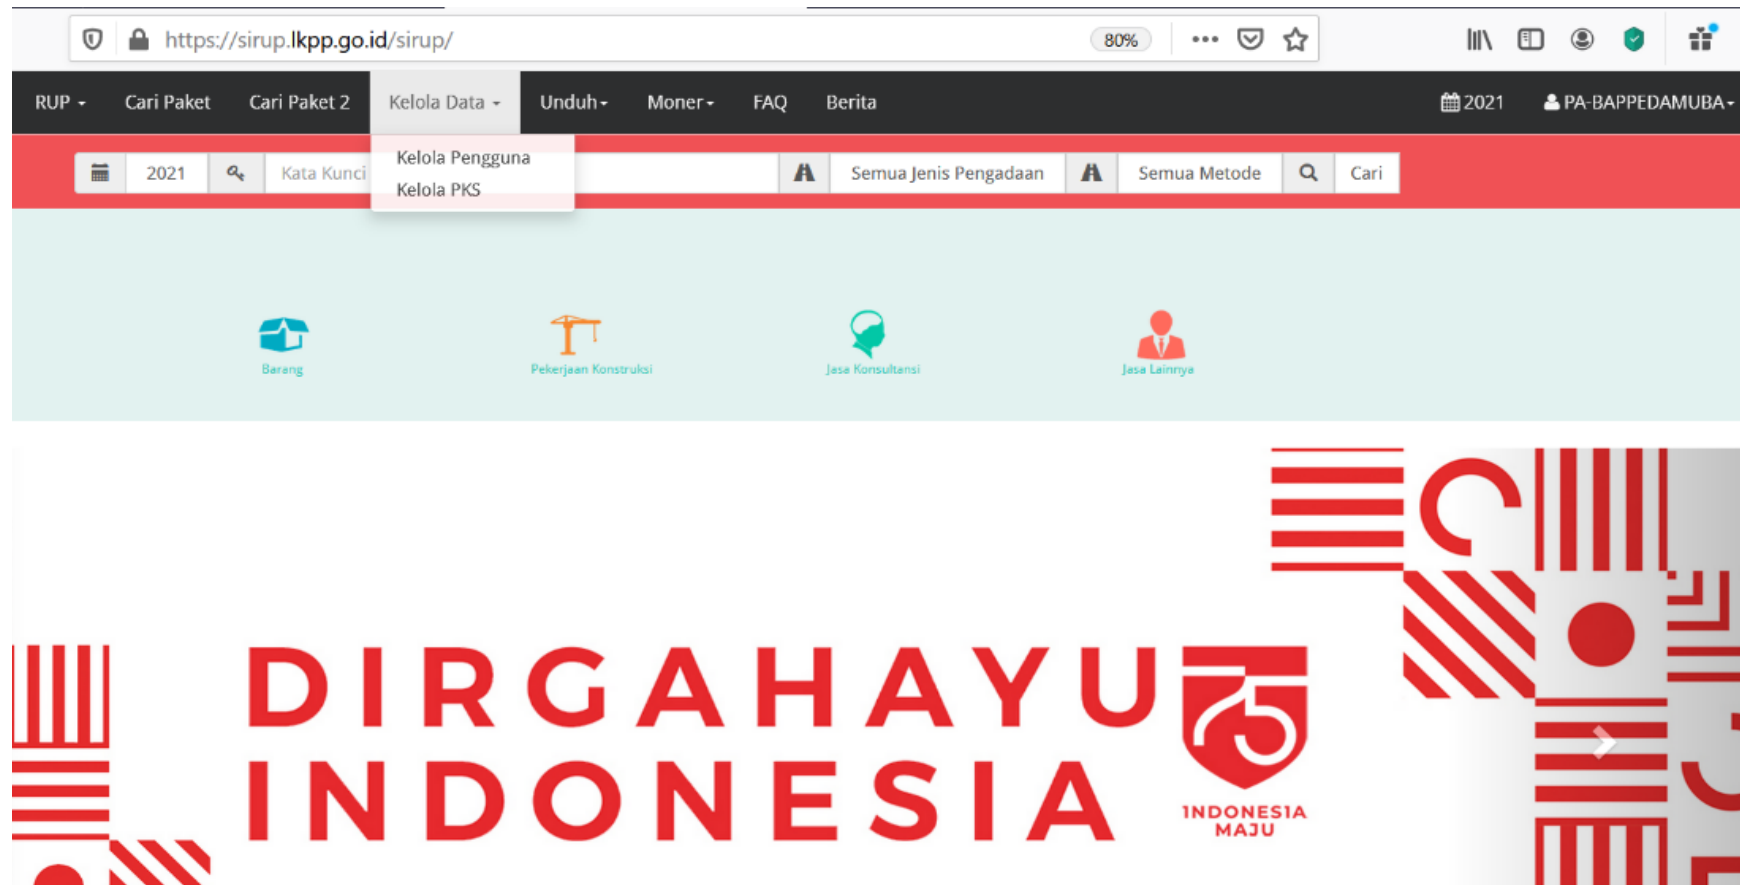 https://sirup.lkpp.go.id/sirup/ 80%
RUP Cari Paket Cari Paket 2 Kelola Data Unduh Moner FAQ Berita 2021 PA-BAPPEDAMUBA
2021 Kata Kunci Semua Jenis Pengadaan Semua Metode Cari
Kelola Pengguna
Kelola PKS
Barang Pekerjaan Konstruksi Jasa Konsultansi Jasa Lainnya
DIRGAHAYU 75
INDONESIA
INDONESIA
MAJU